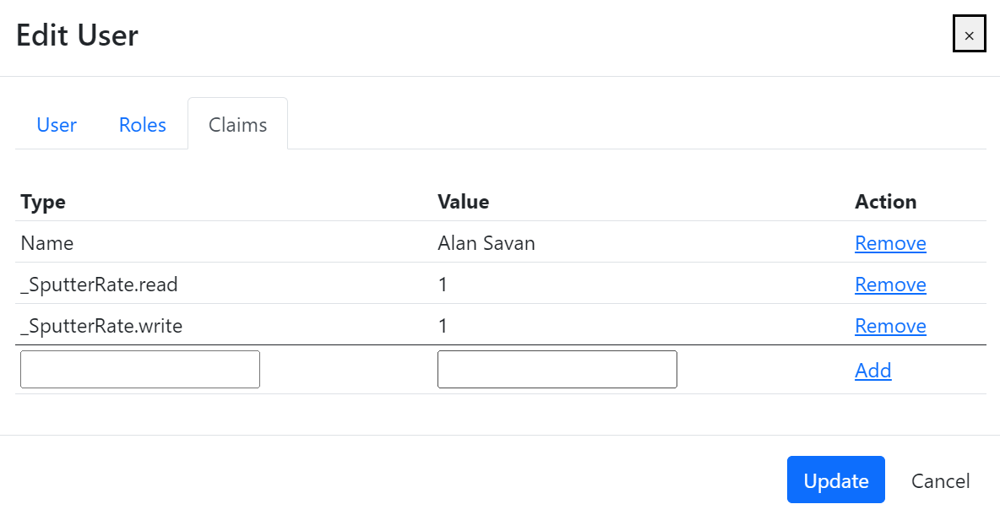 Edit User
×
User Roles Claims
Type Value Action
Name Alan Savan Remove
_SputterRate.read 1 Remove
_SputterRate.write 1 Remove
Add
Update Cancel